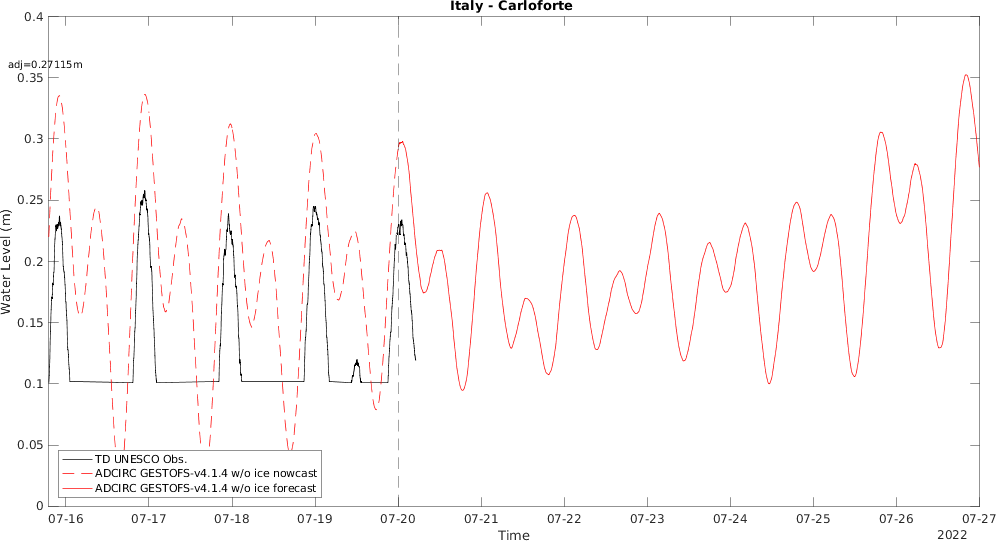 Italy - Carloforte
adj=0.27115m
0.4
0.35
0.3
0.25
0.2
0.15
0.1
0.05
0
Water Level (m)
TD UNESCO Obs.
ADCIRC GESTOFS-v4.1.4 w/o ice nowcast
ADCIRC GESTOFS-v4.1.4 w/o ice forecast
07-16 07-17 07-18 07-19 07-20 07-21 07-22 07-23 07-24 07-25 07-26 07-27
Time
2022